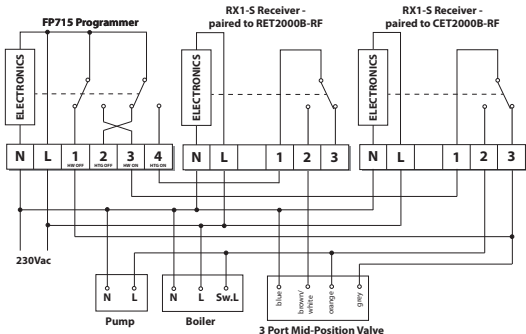 FP715 Programmer
RX1-S Receiver -
paired to RET2000B-RF
RX1-S Receiver -
paired to CET2000B-RF
ELECTRONICS
ELECTRONICS
ELECTRONICS
N L 1 2 3 4
HW OFF HTG OFF HW ON HTG ON
N L 1 2 3
N L 1 2 3
230Vac
N L
Pump
N L Sw.L
Boiler
blue
brown/
white
orange
grey
3 Port Mid-Position Valve